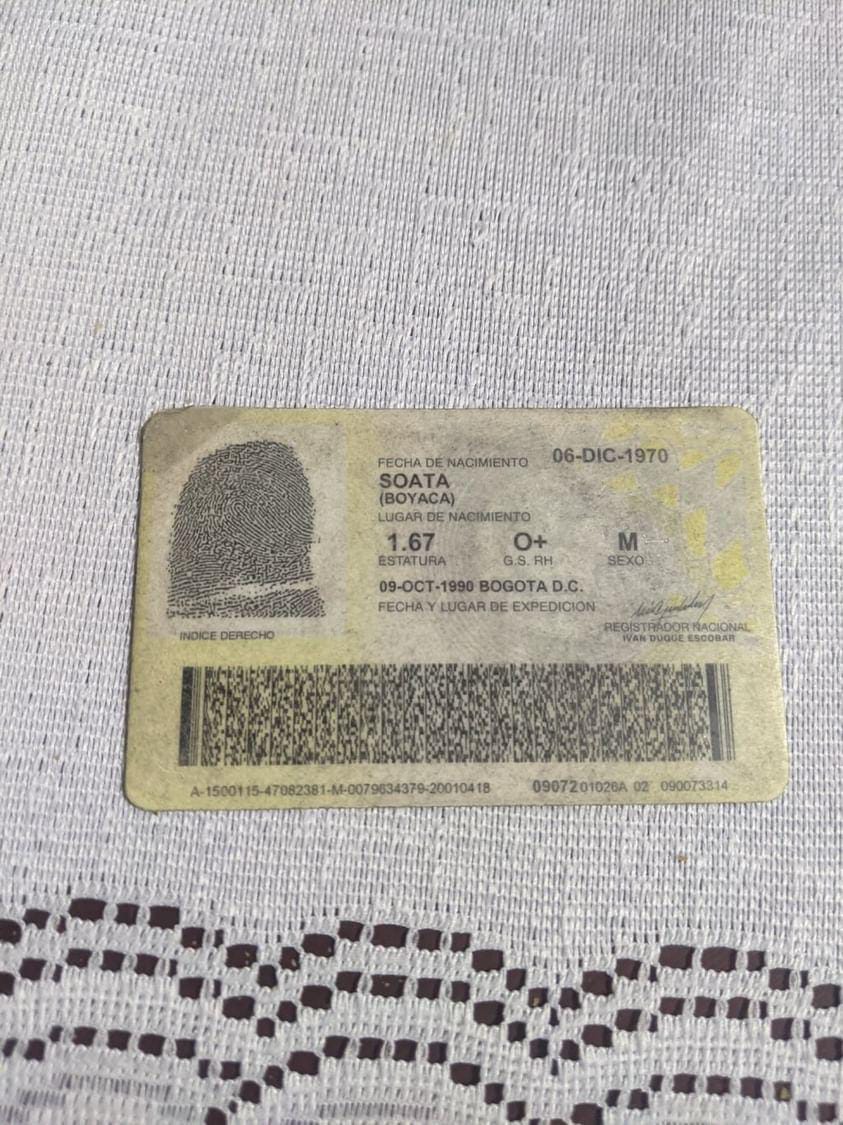 FECHA DE NACIMIENTO 06-DIC-1970
SOATA
(BOYACA)
LUGAR DE NACIMIENTO
1.67 O+ M
ESTATURA G.S. RH SEXO
09-OCT-1990 BOGOTA D.C.
FECHA Y LUGAR DE EXPEDICION
INDICE DERECHO
REGISTRADOR NACIONAL
IVAN DUQUE ESCOBAR
A-1500115-47082381-M-0079634379-20010418 0907201026A 02 090073314